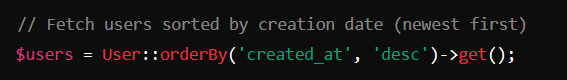 // Fetch users sorted by creation date (newest first)
$users = User::orderBy('created_at', 'desc')->get();